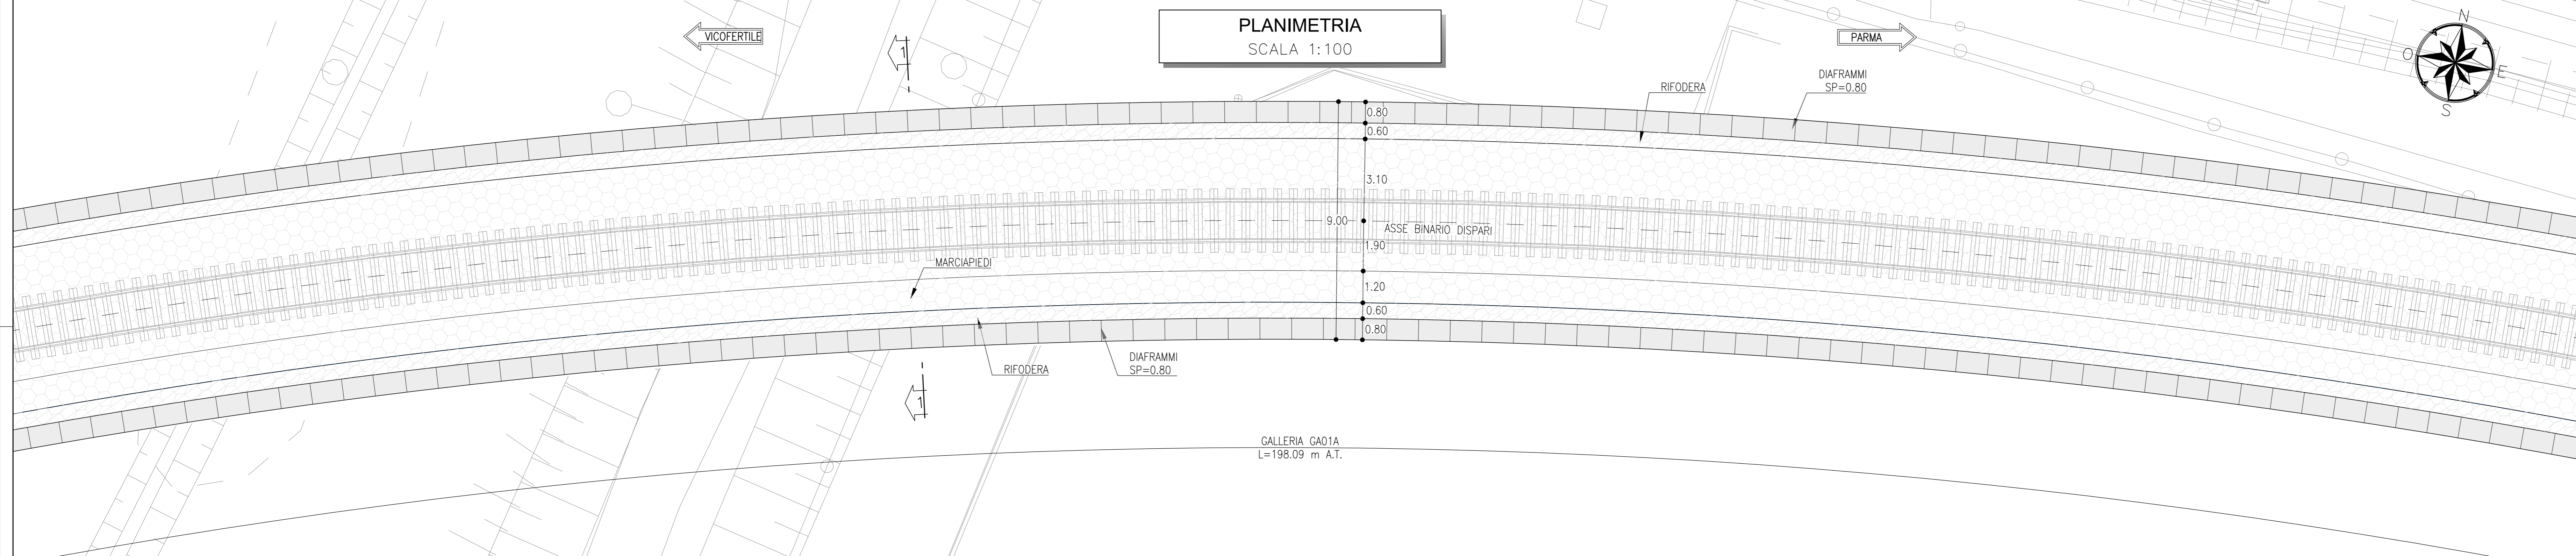 PLANIMETRIA
SCALA 1:100
VICOFERTILE
PARMA
N
O
E
S
1
DIAFRAMMI
SP=0.80
RIFODERA
0.80
0.60
3.10
9.00
ASSE BINARIO DISPARI
1.90
MARCIAPIEDI
1.20
0.60
0.80
DIAFRAMMI
SP=0.80
RIFODERA
1
GALLERIA GA01A
L=198.09 m A.T.